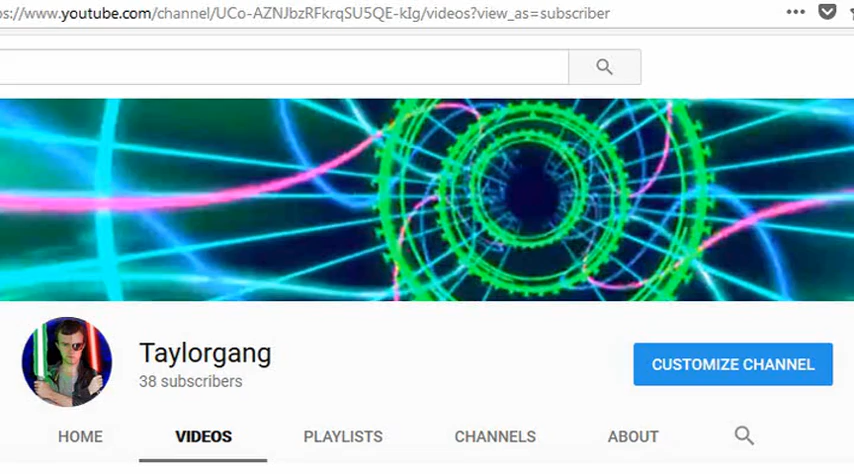 ps://www.youtube.com/channel/UCo-AZNJbzRFkrqSU5QE-kIg/videos?view_as=subscriber
Taylorgang
38 subscribers
CUSTOMIZE CHANNEL
HOME VIDEOS PLAYLISTS CHANNELS ABOUT